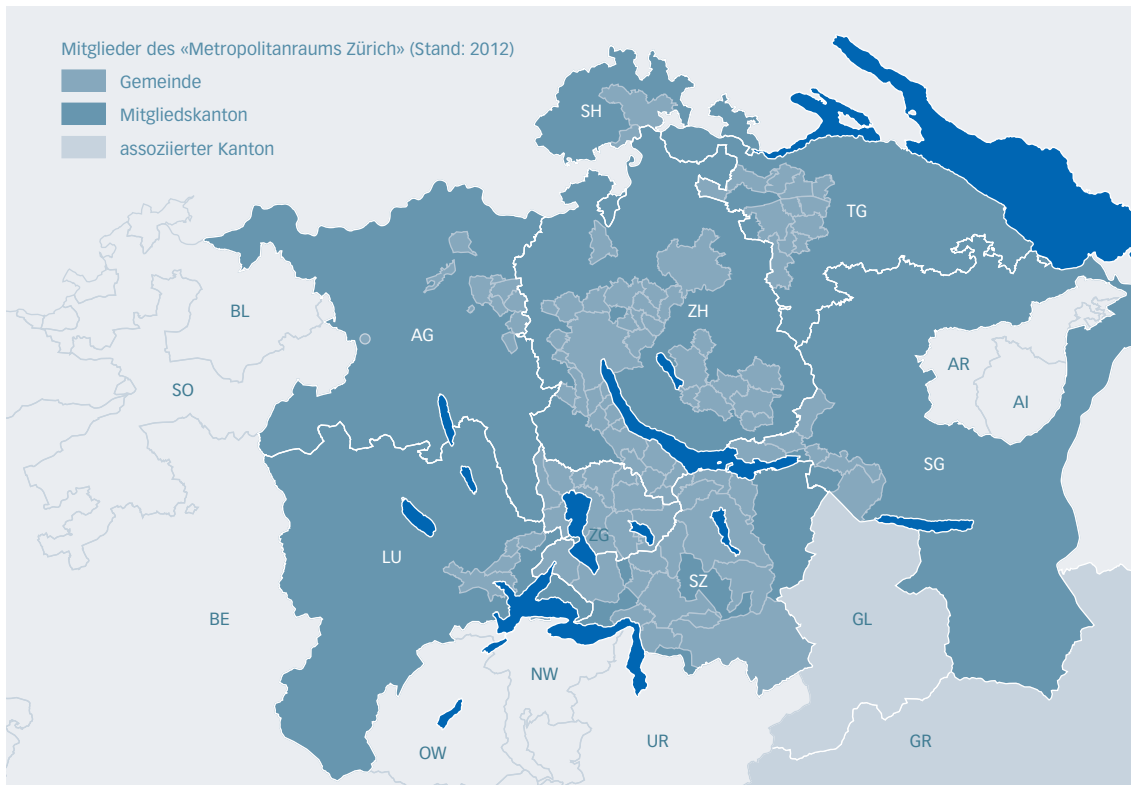 Mitglieder des «Metropolitanraums Zürich» (Stand: 2012)
Gemeinde
Mitgliedskanton
assoziierter Kanton
SH
TG
BL
ZH
AG
AR
SO
AI
SG
ZG
LU
SZ
BE
GL
NW
UR
GR
OW